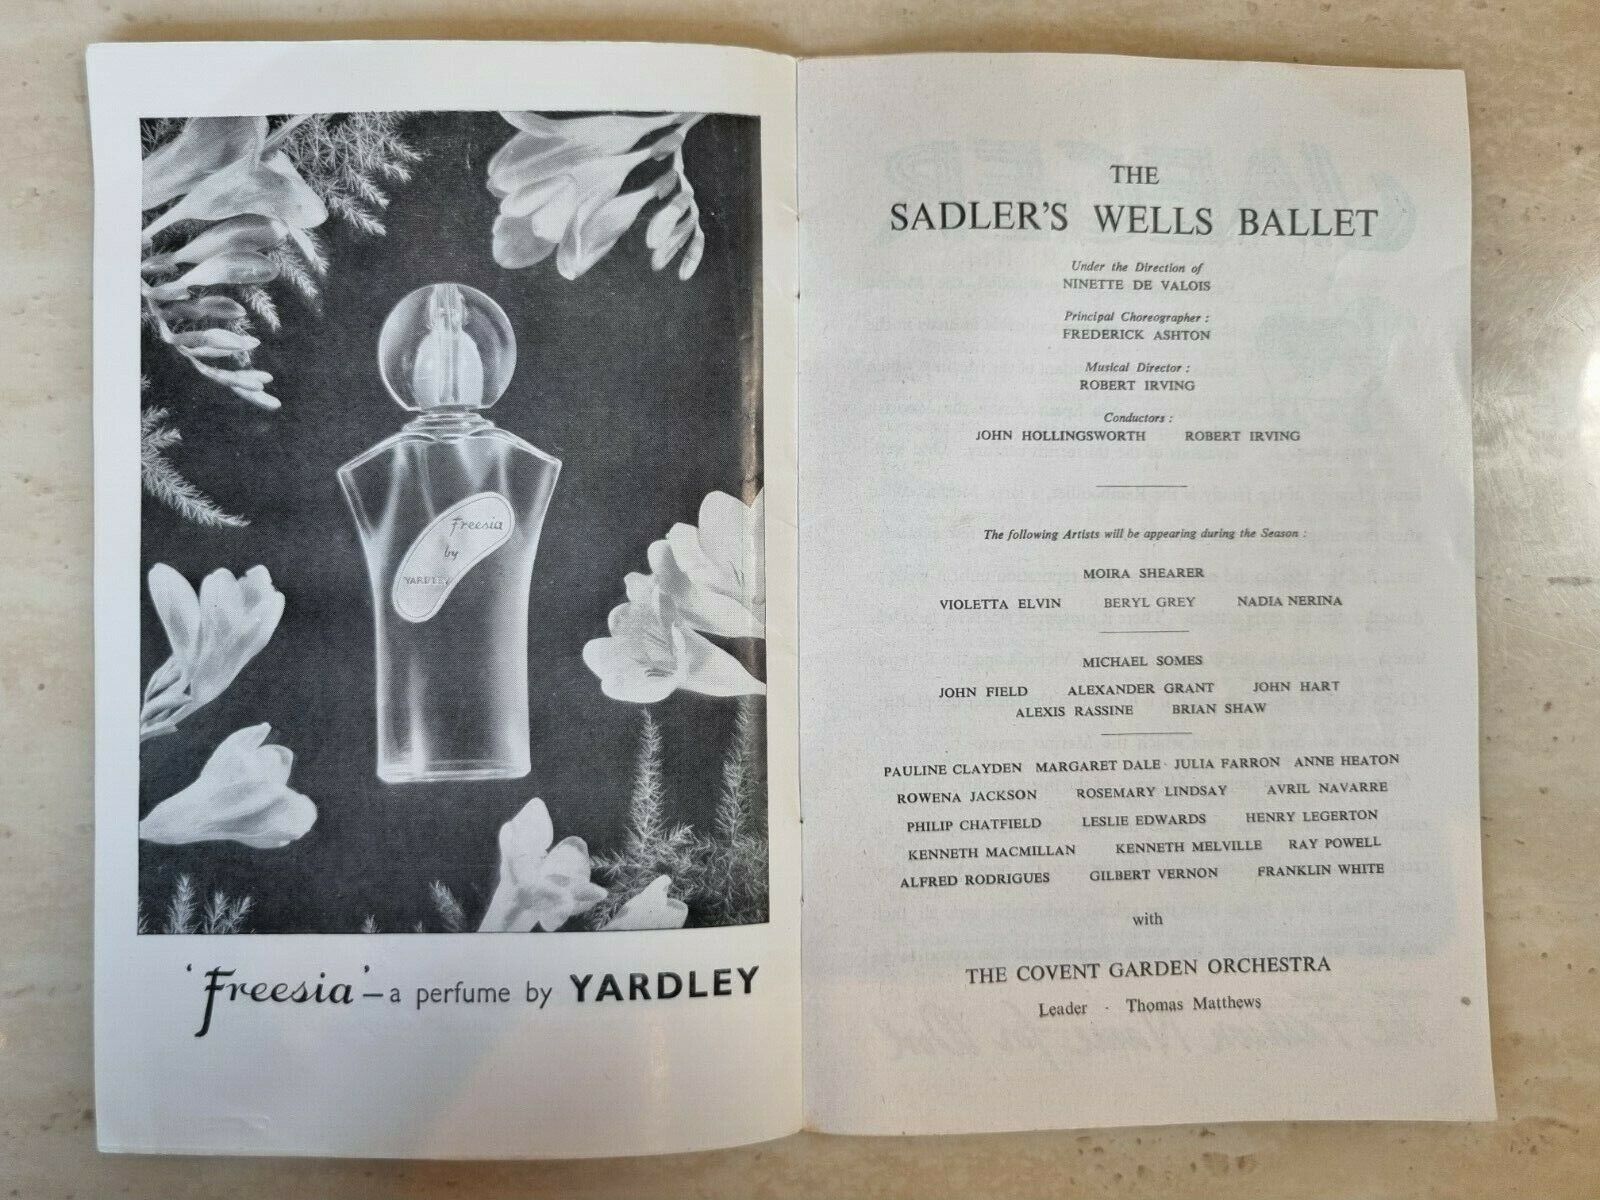 Freesia
by
YARDLEY
'Freesia' – a perfume by YARDLEY
THE
SADLER'S WELLS BALLET
Under the Direction of
NINETTE DE VALOIS
Principal Choreographer :
FREDERICK ASHTON
Musical Director :
ROBERT IRVING
Conductors :
JOHN HOLLINGSWORTH ROBERT IRVING
The following Artists will be appearing during the Season :
MOIRA SHEARER
VIOLETTA ELVIN BERYL GREY NADIA NERINA
MICHAEL SOMES
JOHN FIELD ALEXANDER GRANT JOHN HART
ALEXIS RASSINE BRIAN SHAW
PAULINE CLAYDEN MARGARET DALE JULIA FARRON ANNE HEATON
ROWENA JACKSON ROSEMARY LINDSAY AVRIL NAVARRE
PHILIP CHATFIELD LESLIE EDWARDS HENRY LEGERTON
KENNETH MACMILLAN KENNETH MELVILLE RAY POWELL
ALFRED RODRIGUES GILBERT VERNON FRANKLIN WHITE
with
THE COVENT GARDEN ORCHESTRA
Leader · Thomas Matthews